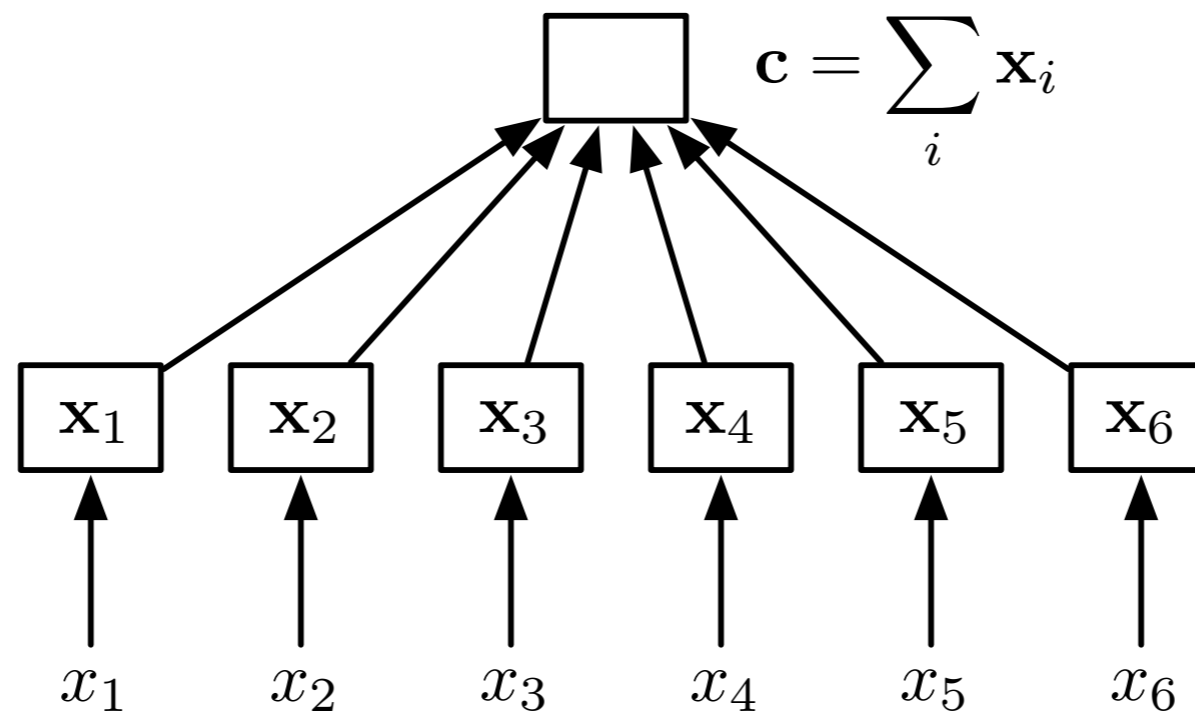 𝐜 = ∑ᵢ 𝐱ᵢ
𝐱₁ 𝐱₂ 𝐱₃ 𝐱₄ 𝐱₅ 𝐱₆
x₁ x₂ x₃ x₄ x₅ x₆